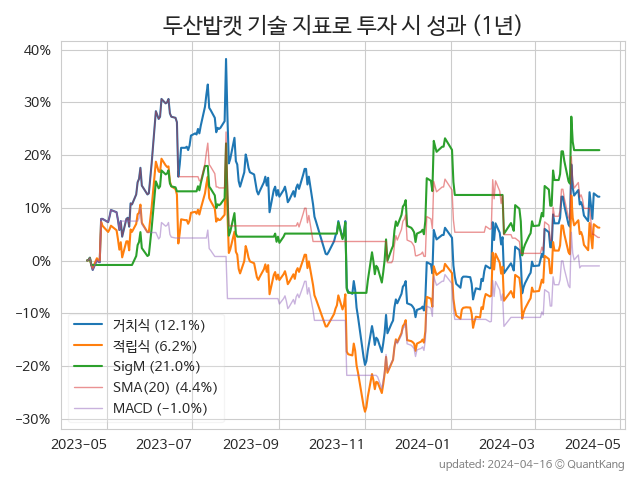 두산밥캣 기술 지표로 투자 시 성과 (1년)
40%
30%
20%
10%
0%
−10%
−20%
−30%
거치식 (12.1%)
적립식 (6.2%)
SigM (21.0%)
SMA(20) (4.4%)
MACD (−1.0%)
2023−05 2023−07 2023−09 2023−11 2024−01 2024−03 2024−05
updated: 2024-04-16 ⓒ QuantKang